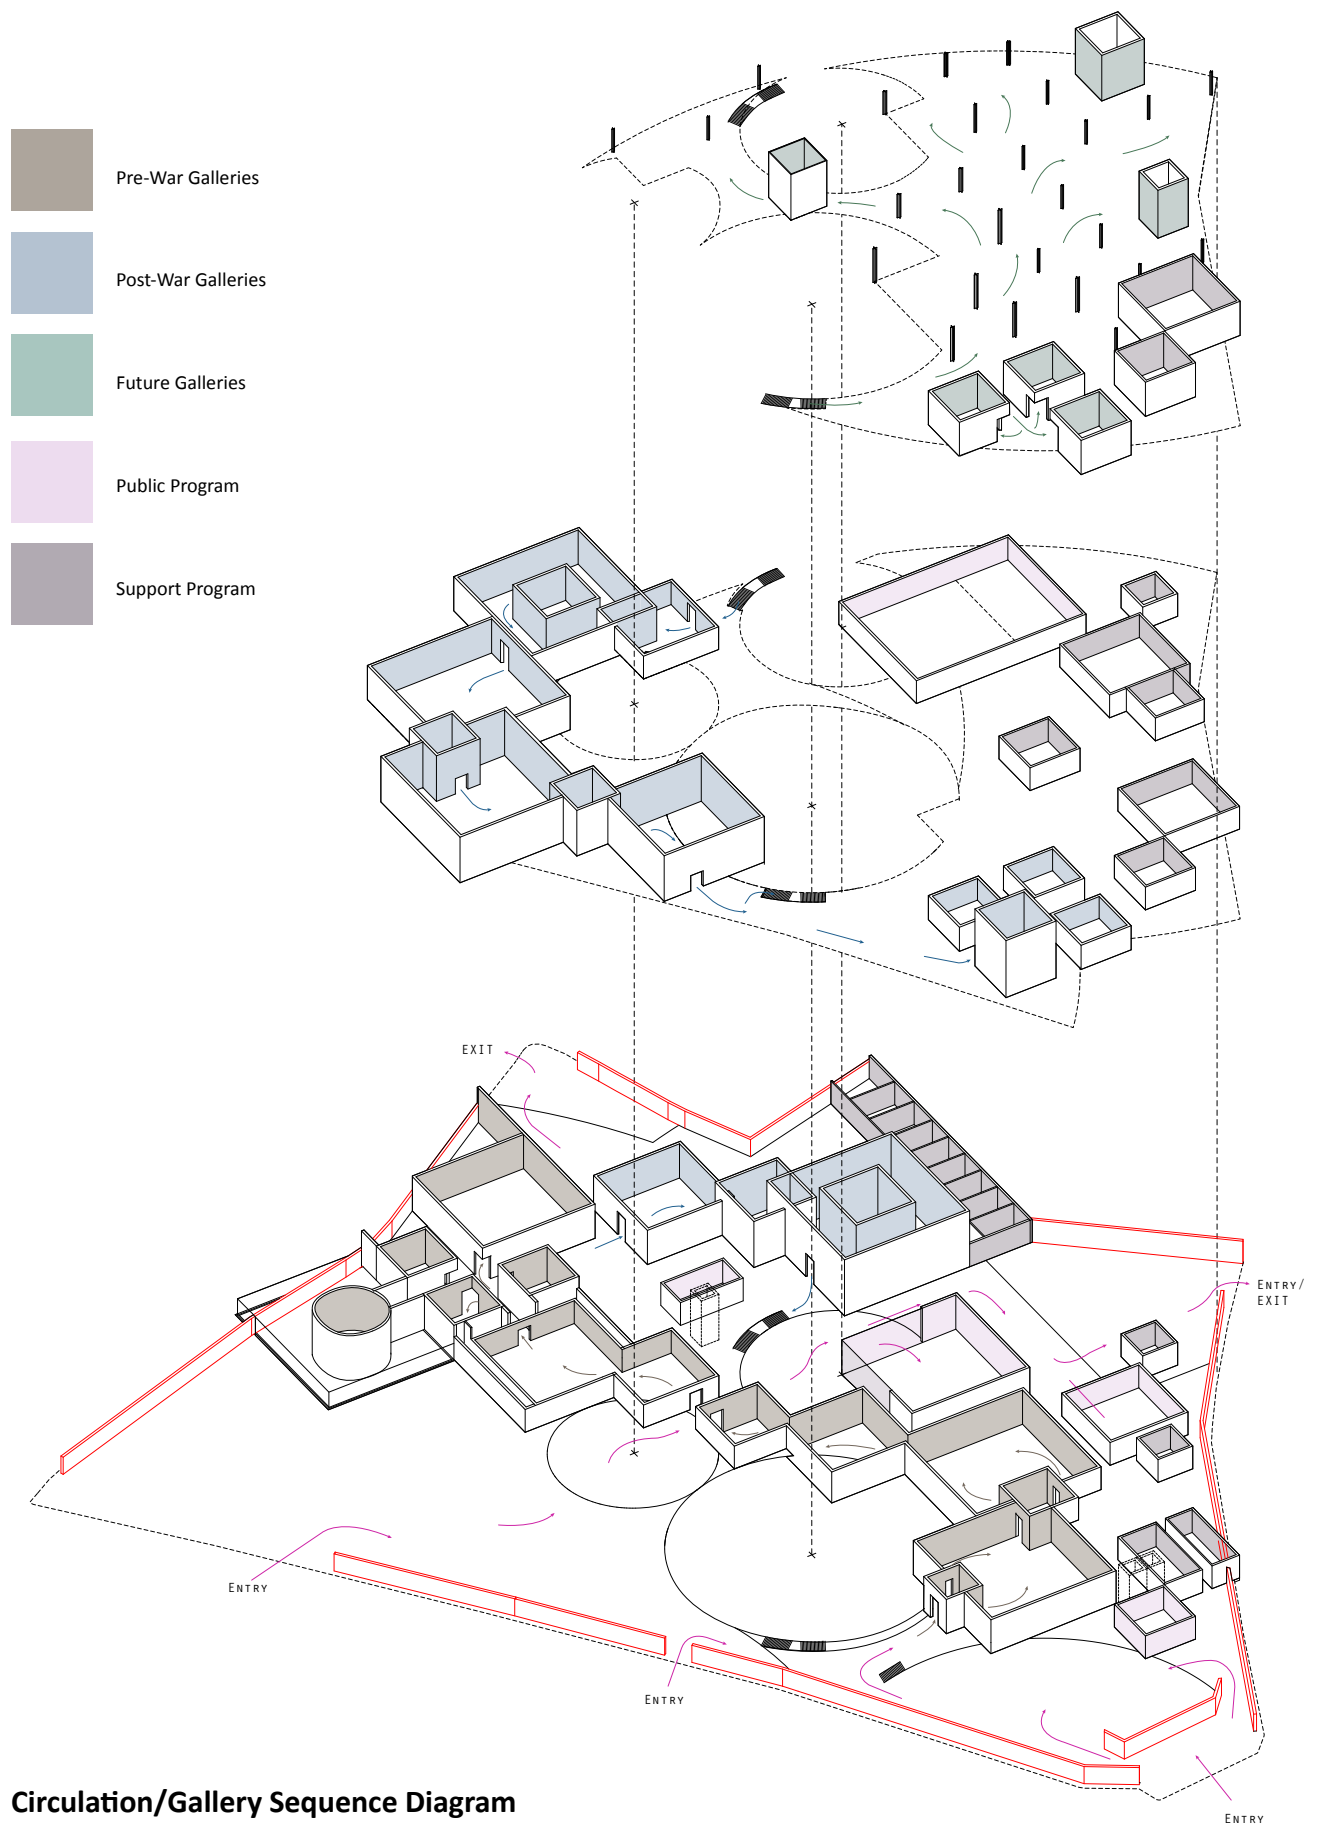 Pre-War Galleries
Post-War Galleries
Future Galleries
Public Program
Support Program
EXIT
ENTRY/
EXIT
ENTRY
ENTRY
ENTRY
Circulation/Gallery Sequence Diagram